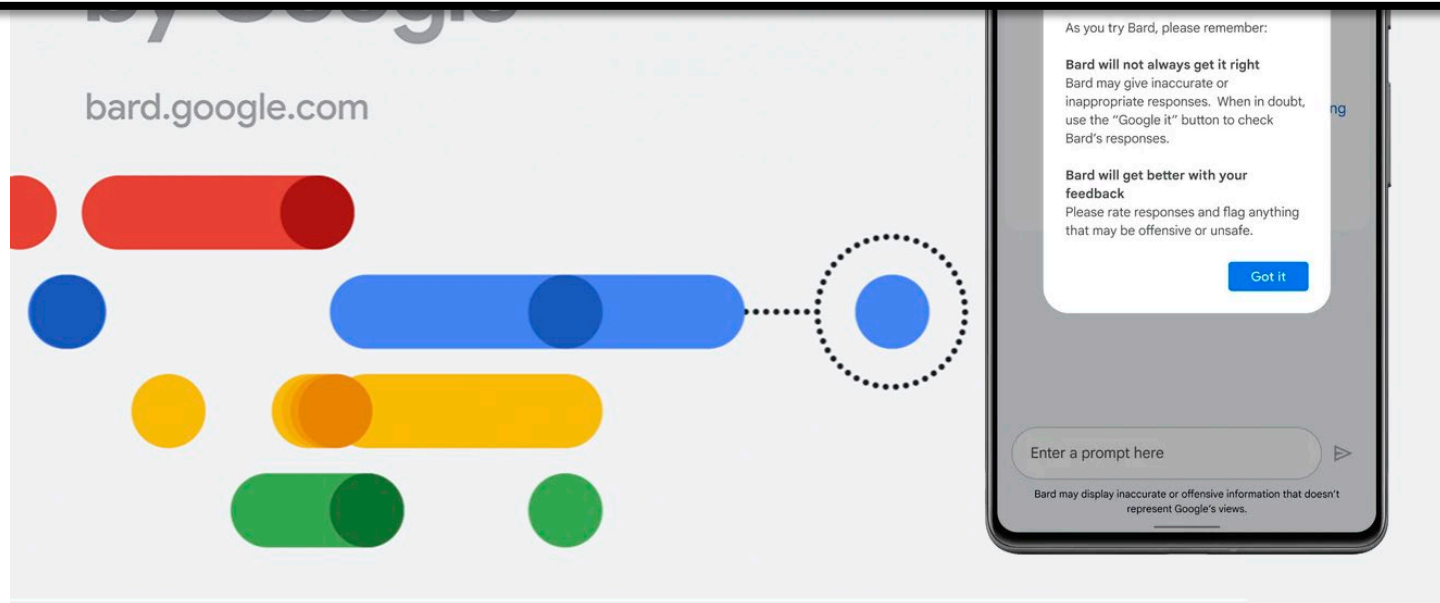 by Google
bard.google.com
As you try Bard, please remember:
Bard will not always get it right
Bard may give inaccurate or
inappropriate responses. When in doubt,
use the “Google it” button to check
Bard’s responses.
Bard will get better with your
feedback
Please rate responses and flag anything
that may be offensive or unsafe.
Got it
Enter a prompt here
Bard may display inaccurate or offensive information that doesn’t
represent Google’s views.